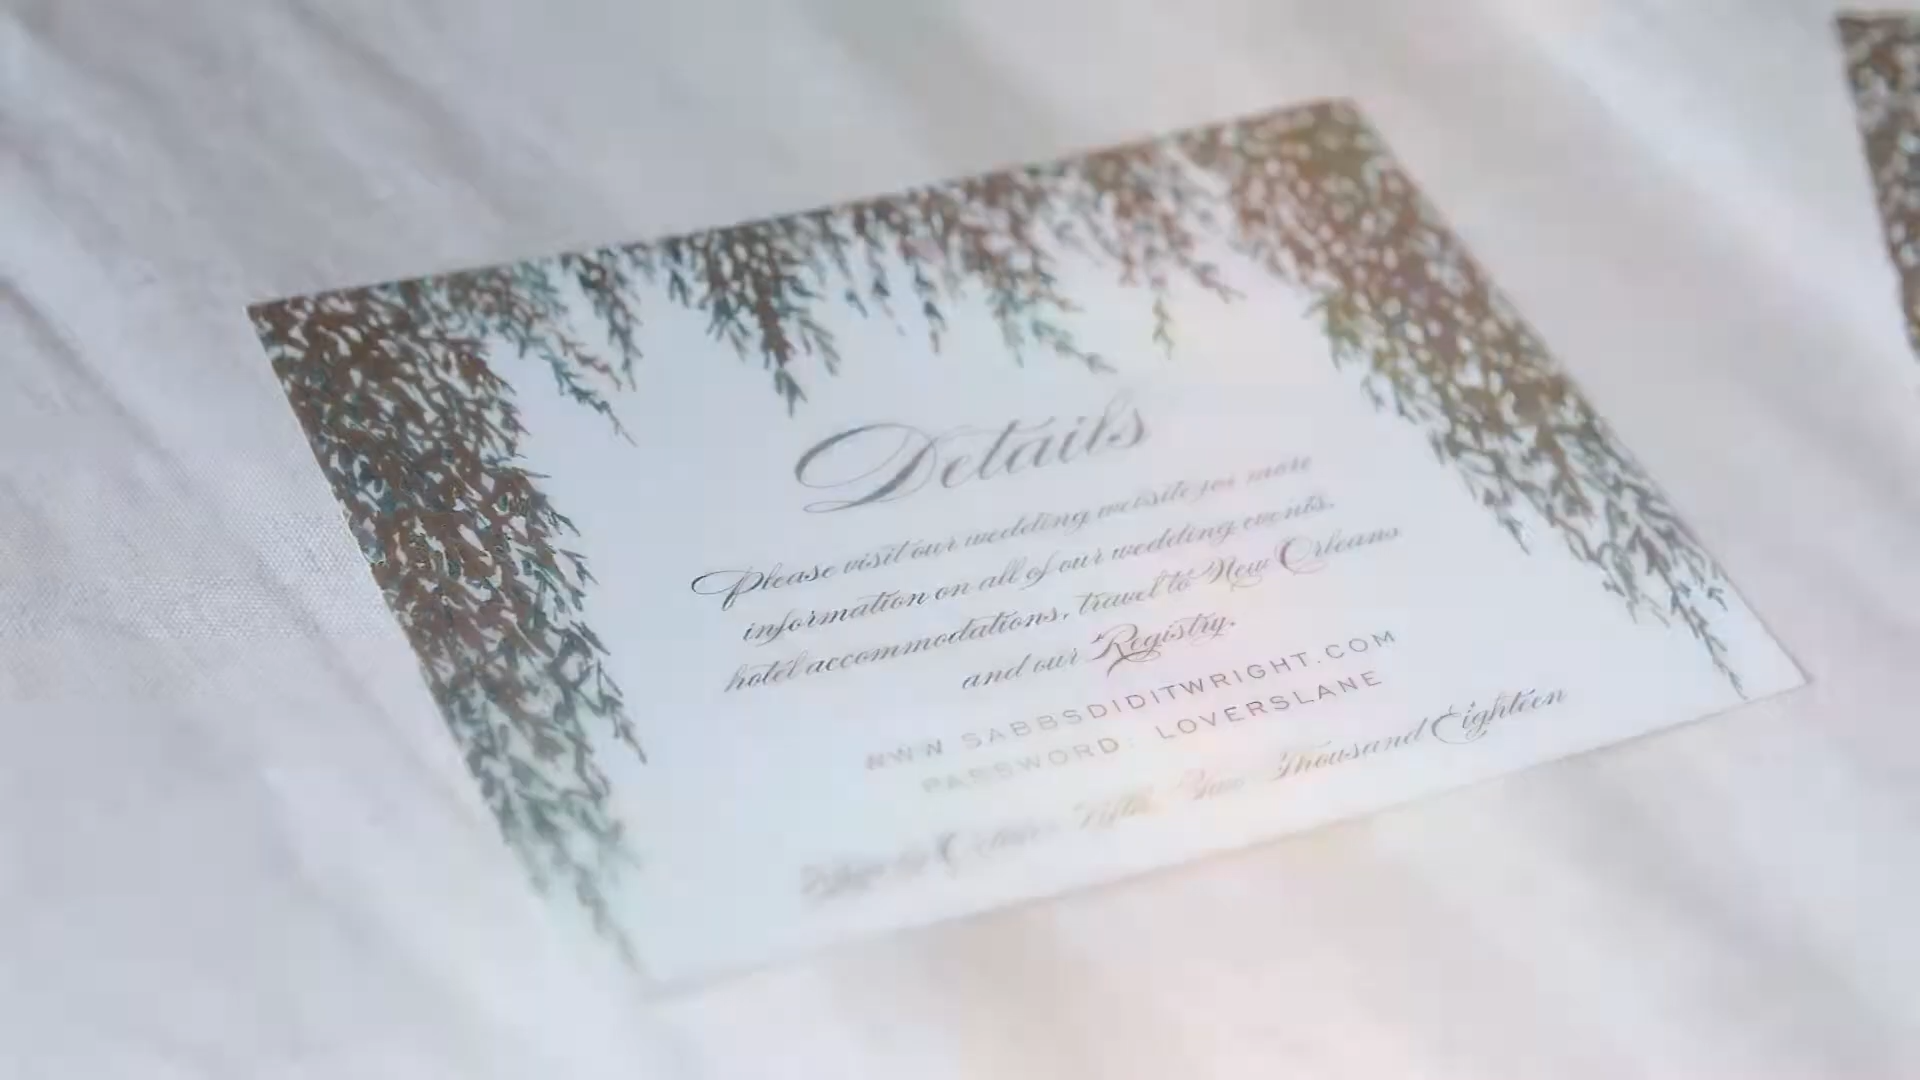 Details
Please visit our wedding website for more
information on all of our wedding events,
hotel accommodations, travel to New Orleans
and our Registry.
WWW.SABBSDIDITWRIGHT.COM
PASSWORD: LOVERSLANE
Two Thousand Eighteen